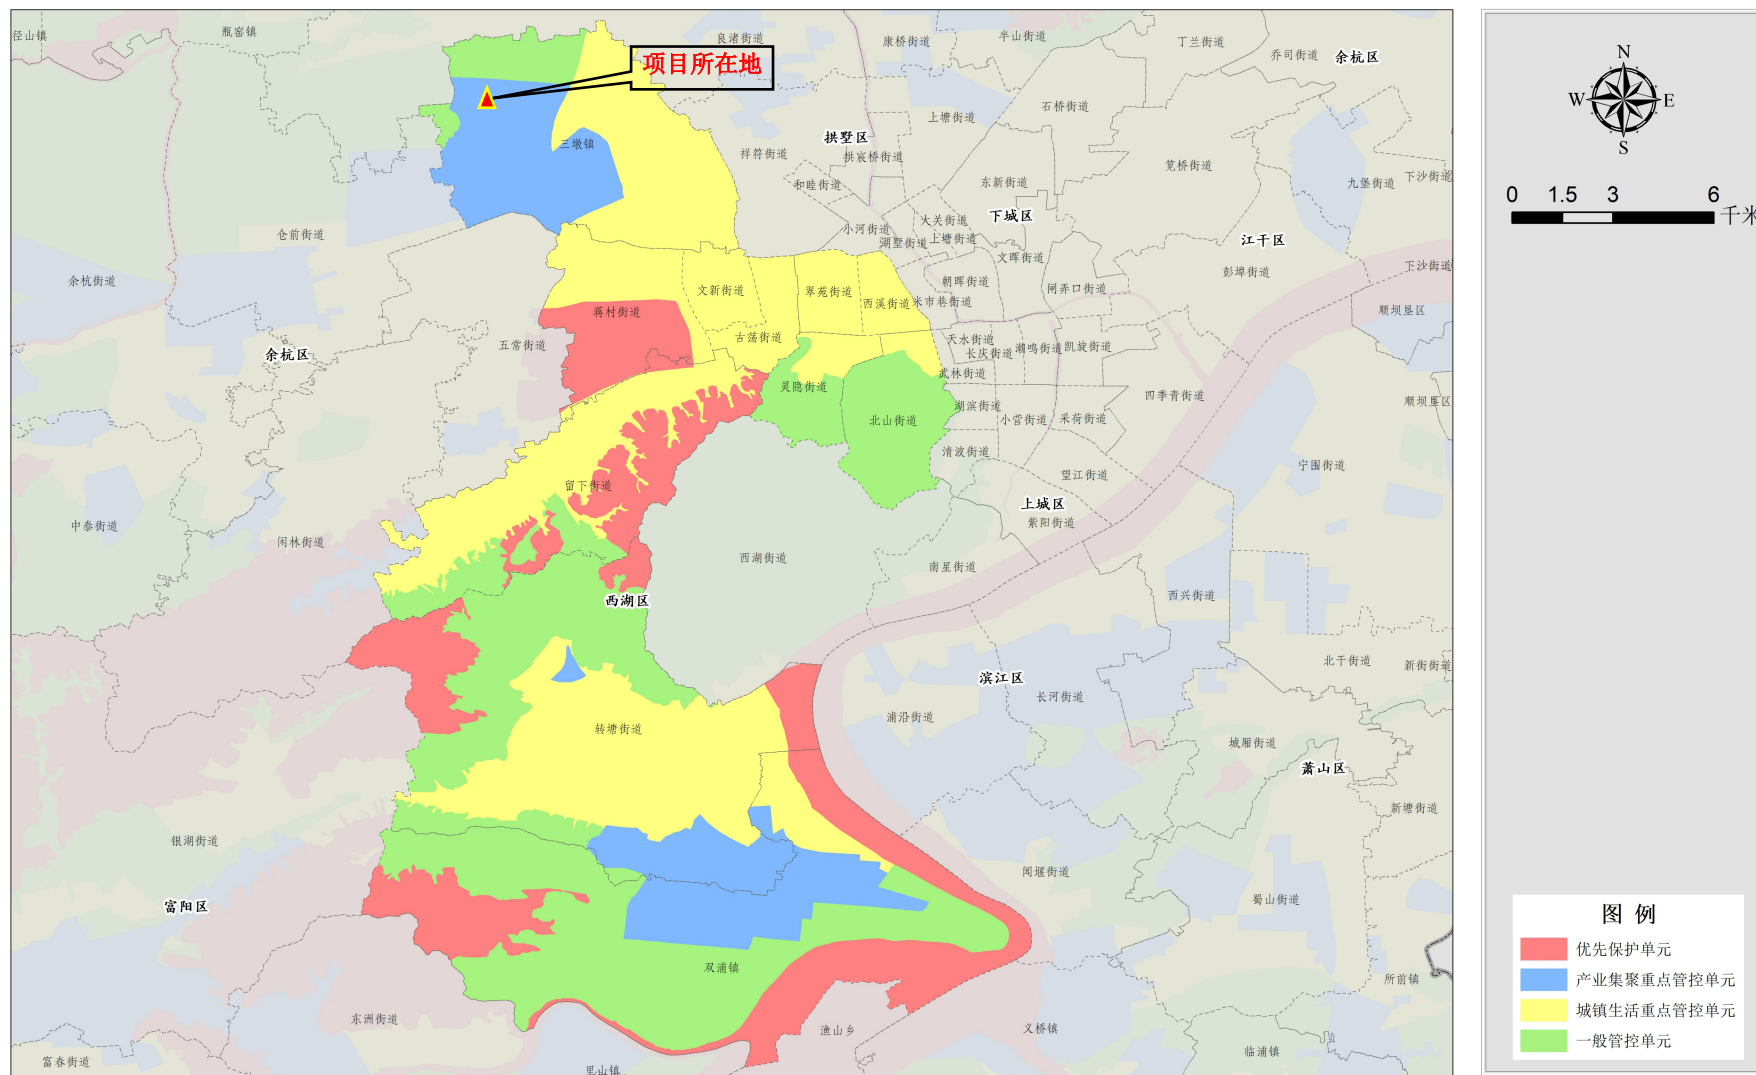 径山镇
瓶窑镇
良渚街道
康桥街道
半山街道
丁兰街道
乔司街道
余杭区
项目所在地
石桥街道
上塘街道
三墩镇
祥符街道
拱墅区
拱宸桥街道
笕桥街道
和睦街道
东新街道
九堡街道
下沙街道
大关街道
下城区
仓前街道
小河街道
湖墅街道
上塘街道
江干区
文晖街道
彭埠街道
下沙街道
余杭街道
文新街道
翠苑街道
西溪街道
朝晖街道
米市巷街道
闸弄口街道
蒋村街道
顺坝垦区
余杭区
五常街道
古荡街道
天水街道
长庆街道
潮鸣街道
凯旋街道
武林街道
灵隐街道
四季青街道
顺坝垦区
北山街道
湖滨街道
小营街道
采荷街道
清波街道
望江街道
宁围街道
留下街道
上城区
紫阳街道
中泰街道
闲林街道
西湖街道
南星街道
西湖区
西兴街道
滨江区
长河街道
北干街道
新街街道
浦沿街道
转塘街道
城厢街道
萧山区
新塘街道
银湖街道
闻堰街道
蜀山街道
富阳区
双浦镇
所前镇
东洲街道
渔山乡
义桥镇
富春街道
里山镇
临浦镇
N
W
E
S
0 1.5 3 6
千米
图 例
优先保护单元
产业集聚重点管控单元
城镇生活重点管控单元
一般管控单元